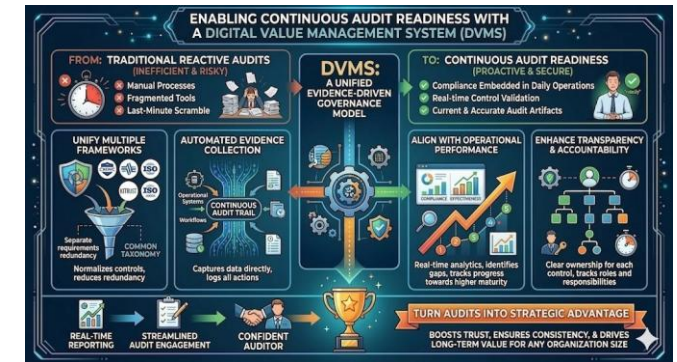 ENABLING CONTINUOUS AUDIT READINESS WITH
A DIGITAL VALUE MANAGEMENT SYSTEM (DVMS)
FROM: TRADITIONAL REACTIVE AUDITS
(INEFFICIENT & RISKY)
Manual Processes
Fragmented Tools
Last-Minute Scramble
DVMS:
A UNIFIED
EVIDENCE-DRIVEN
GOVERNANCE
MODEL
TO: CONTINUOUS AUDIT READINESS
(PROACTIVE & SECURE)
Compliance Embedded in Daily Operations
Real-time Control Validation
Current & Accurate Audit Artifacts
UNIFY MULTIPLE
FRAMEWORKS
ISO
HITRUST
ISO
Separate
requirements
redundancy
COMMON
TAXONOMY
Normalizes controls,
reduces redundancy
AUTOMATED EVIDENCE
COLLECTION
Operational
Systems
Workflows
CONTINUOUS
AUDIT TRAIL
Captures data directly,
logs all actions
ALIGN WITH OPERATIONAL
PERFORMANCE
COMPLIANCE
EFFECTIVENESS
Real-time analytics, identifies
gaps, tracks progress
towards higher maturity
ENHANCE TRANSPARENCY
& ACCOUNTABILITY
Clear ownership for each
control, tracks roles and
responsibilities
REAL-TIME
REPORTING
STREAMLINED
AUDIT ENGAGEMENT
CONFIDENT
AUDITOR
TURN AUDITS INTO STRATEGIC ADVANTAGE
BOOSTS TRUST, ENSURES CONSISTENCY, & DRIVES
LONG-TERM VALUE FOR ANY ORGANIZATION SIZE